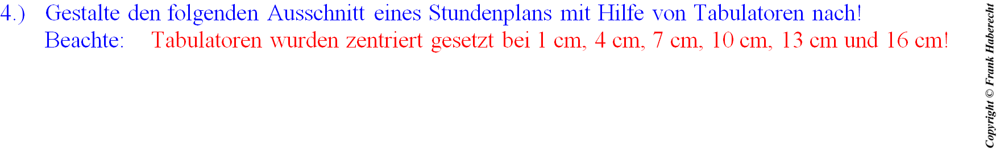 4.) Gestalte den folgenden Ausschnitt eines Stundenplans mit Hilfe von Tabulatoren nach!
Beachte: Tabulatoren wurden zentriert gesetzt bei 1 cm, 4 cm, 7 cm, 10 cm, 13 cm und 16 cm!
Copyright © Frank Haberecht